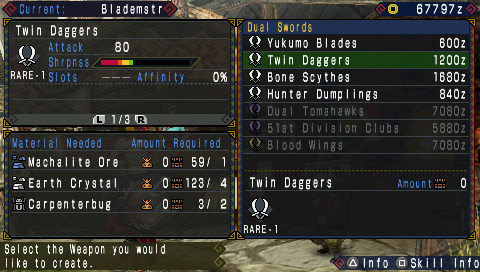 Current: Blademstr
67797z
Twin Daggers
Attack 80
Shrpnss
RARE-1 Slots --- Affinity 0%
L 1/3 R
Material Needed Amount Required
Machalite Ore 0 59/ 1
Earth Crystal 0 123/ 4
Carpenterbug 0 3/ 2
Select the Weapon you would
like to create.
Dual Swords
Yukumo Blades 600z
Twin Daggers 1200z
Bone Scythes 1680z
Hunter Dumplings 840z
Dual Tomahawks 7080z
51st Division Clubs 5880z
Blood Wings 7080z
Twin Daggers Amount 0
RARE-1
Info Skill Info